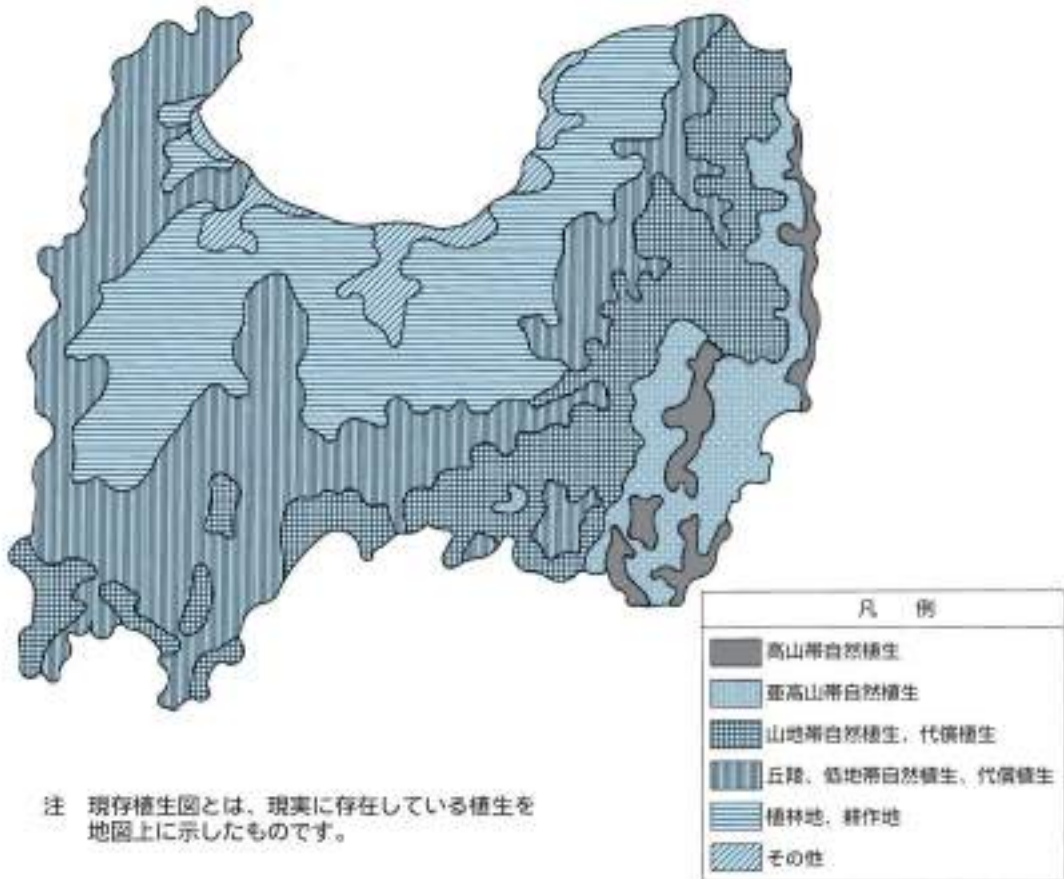 凡 例
高山帯自然植生
亜高山帯自然植生
山地帯自然植生、代償植生
丘陵、低地帯自然植生、代償植生
植林地、耕作地
その他
注 現存植生図とは、現実に存在している植生を
地図上に示したものです。